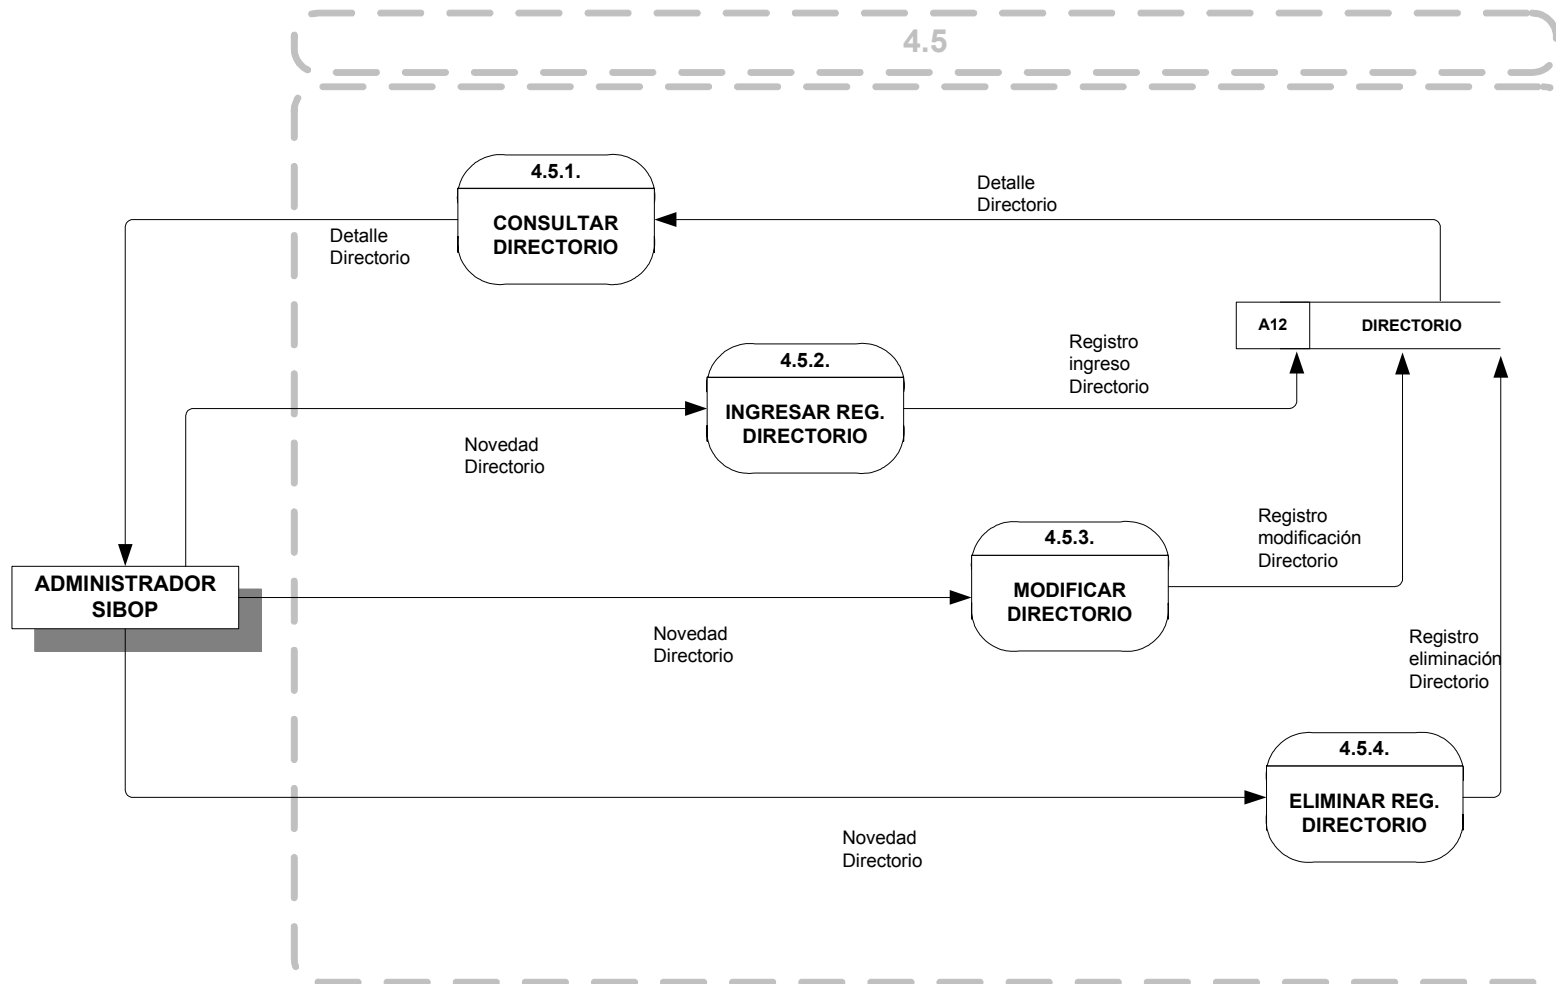 4.5
4.5.1.
CONSULTAR
DIRECTORIO
Detalle
Directorio
Detalle
Directorio
A12
DIRECTORIO
4.5.2.
INGRESAR REG.
DIRECTORIO
Registro
ingreso
Directorio
Novedad
Directorio
4.5.3.
MODIFICAR
DIRECTORIO
Registro
modificación
Directorio
ADMINISTRADOR
SIBOP
Novedad
Directorio
Registro
eliminación
Directorio
4.5.4.
ELIMINAR REG.
DIRECTORIO
Novedad
Directorio